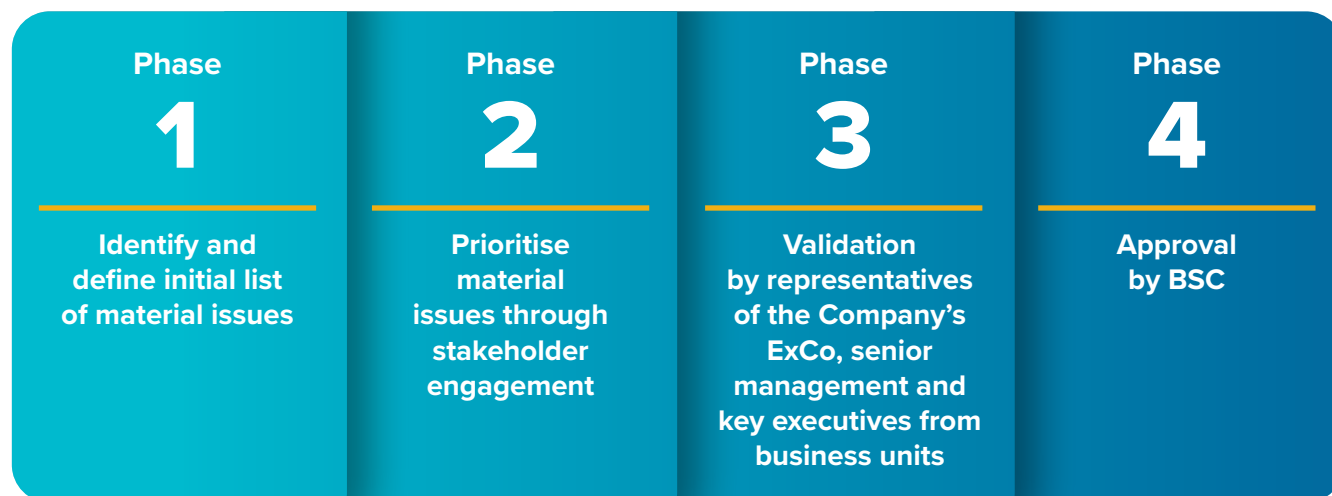 Phase
1
Identify and
define initial list
of material issues
Phase
2
Prioritise
material
issues through
stakeholder
engagement
Phase
3
Validation
by representatives
of the Company’s
ExCo, senior
management and
key executives from
business units
Phase
4
Approval
by BSC